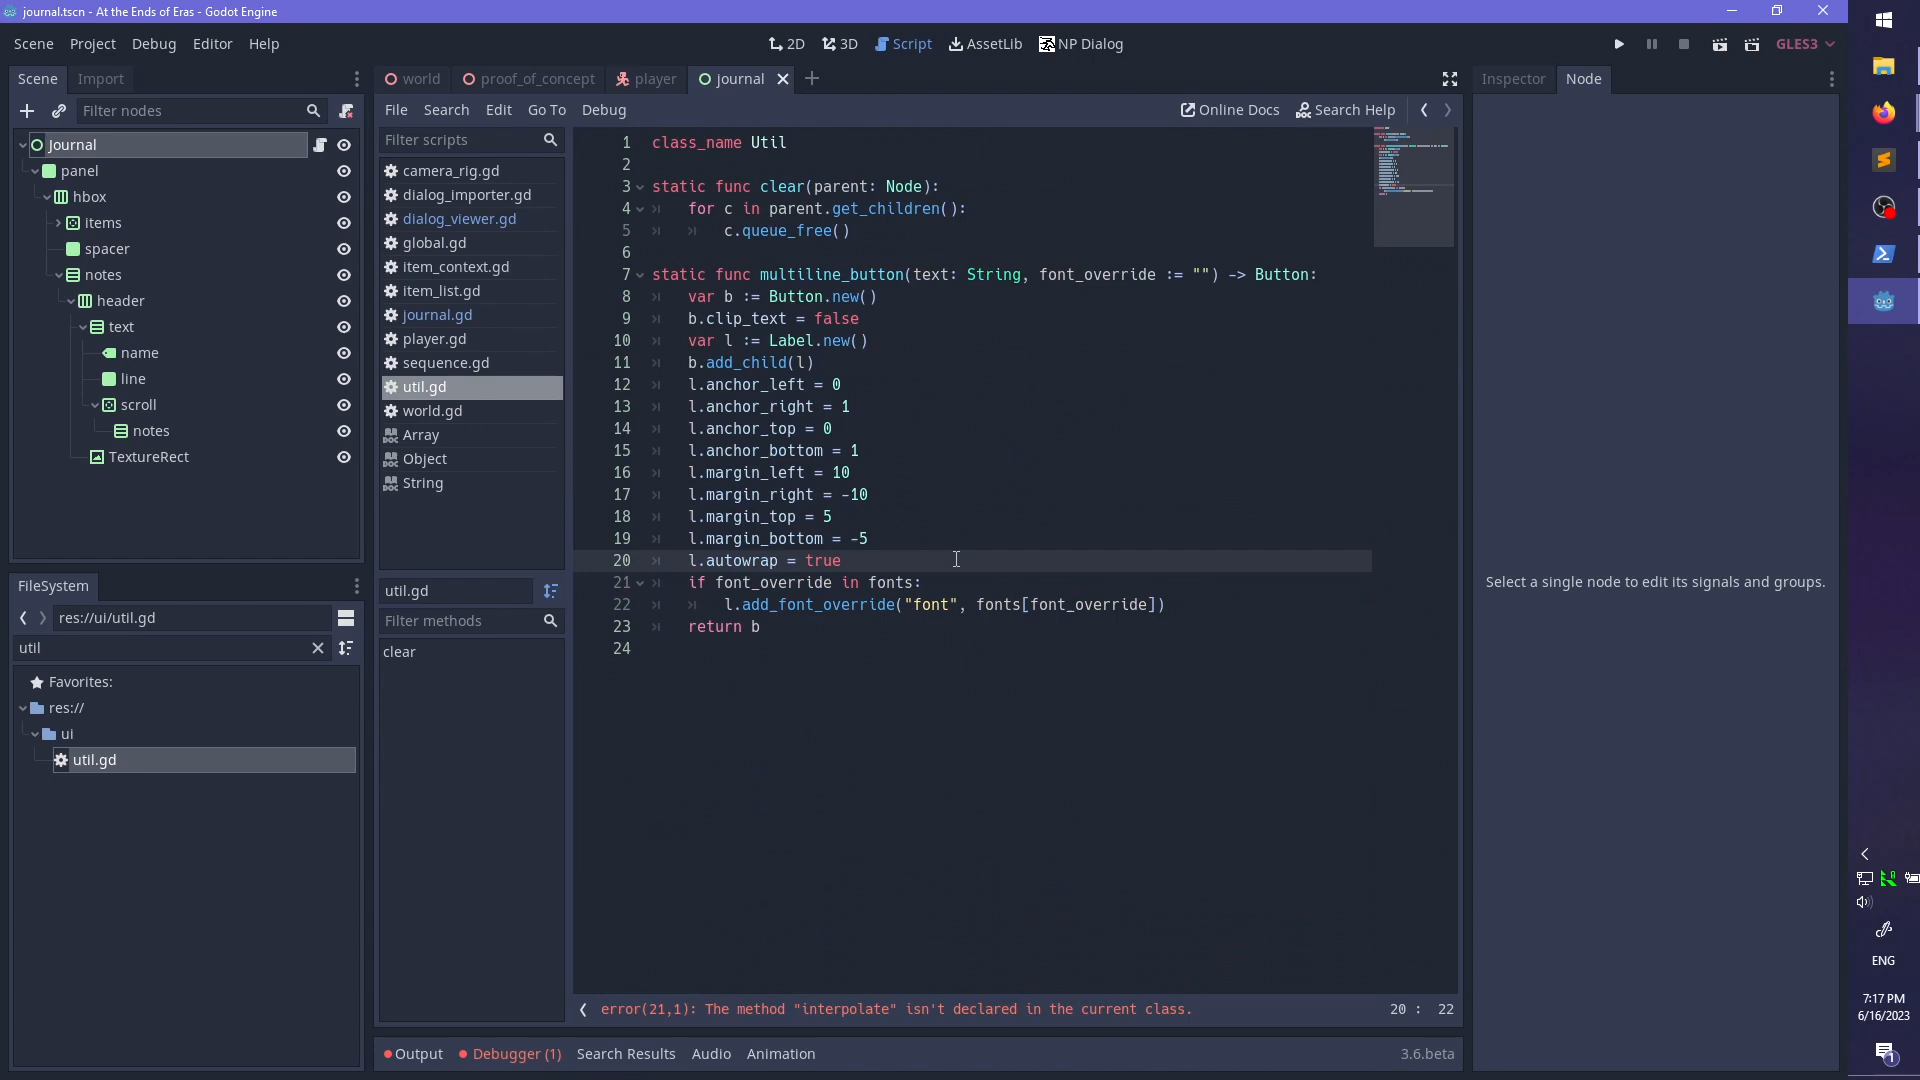 journal.tscn - At the Ends of Eras - Godot Engine
Scene Project Debug Editor Help
2D 3D Script AssetLib NP Dialog
GLES3
Scene Import
Filter nodes
Journal
panel
hbox
items
spacer
notes
header
text
name
line
scroll
notes
TextureRect
FileSystem
res://ui/util.gd
util
Favorites:
res://
ui
util.gd
world proof_of_concept player journal
File Search Edit Go To Debug
Online Docs Search Help
Filter scripts
camera_rig.gd
dialog_importer.gd
dialog_viewer.gd
global.gd
item_context.gd
item_list.gd
journal.gd
player.gd
sequence.gd
util.gd
world.gd
Array
Object
String
util.gd
Filter methods
clear
1 class_name Util
2
3 static func clear(parent: Node):
4 for c in parent.get_children():
5 c.queue_free()
6
7 static func multiline_button(text: String, font_override := "") -> Button:
8 var b := Button.new()
9 b.clip_text = false
10 var l := Label.new()
11 b.add_child(l)
12 l.anchor_left = 0
13 l.anchor_right = 1
14 l.anchor_top = 0
15 l.anchor_bottom = 1
16 l.margin_left = 10
17 l.margin_right = -10
18 l.margin_top = 5
19 l.margin_bottom = -5
20 l.autowrap = true
21 if font_override in fonts:
22 l.add_font_override("font", fonts[font_override])
23 return b
24
error(21,1): The method "interpolate" isn't declared in the current class.
20 : 22
Output Debugger (1) Search Results Audio Animation
3.6.beta
Inspector Node
Select a single node to edit its signals and groups.
ENG
7:17 PM
6/16/2023
1